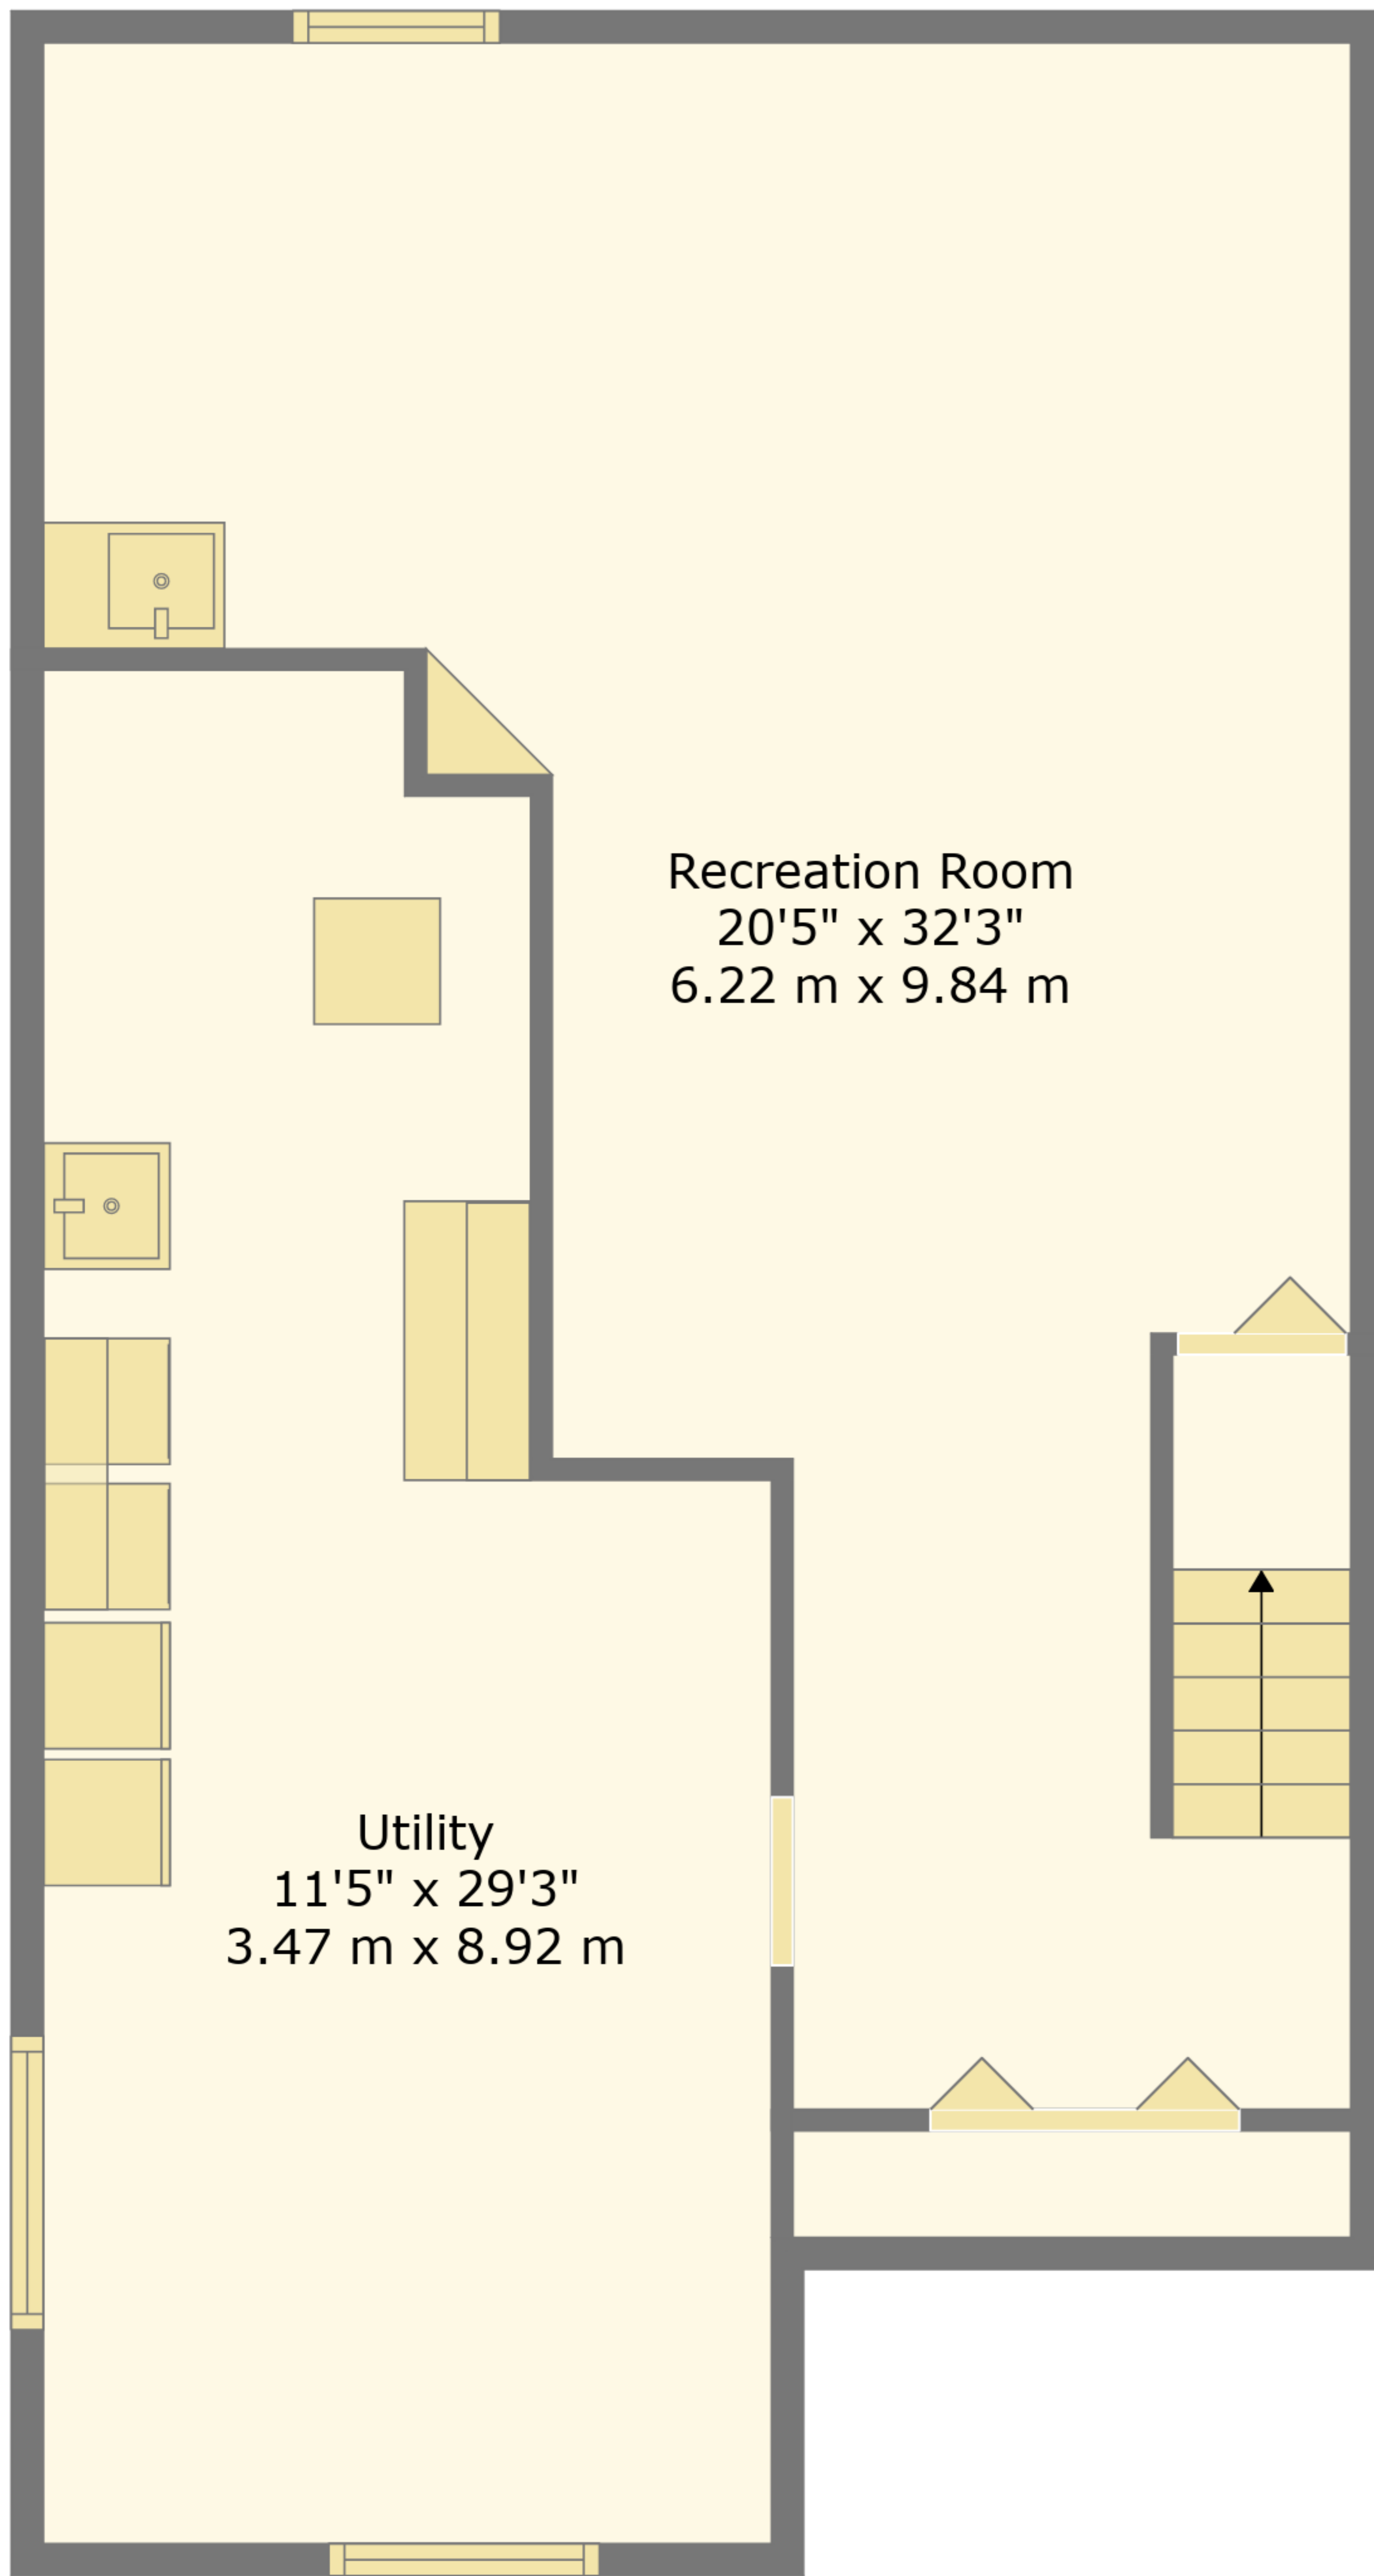 Recreation Room
20'5" x 32'3"
6.22 m x 9.84 m
Utility
11'5" x 29'3"
3.47 m x 8.92 m